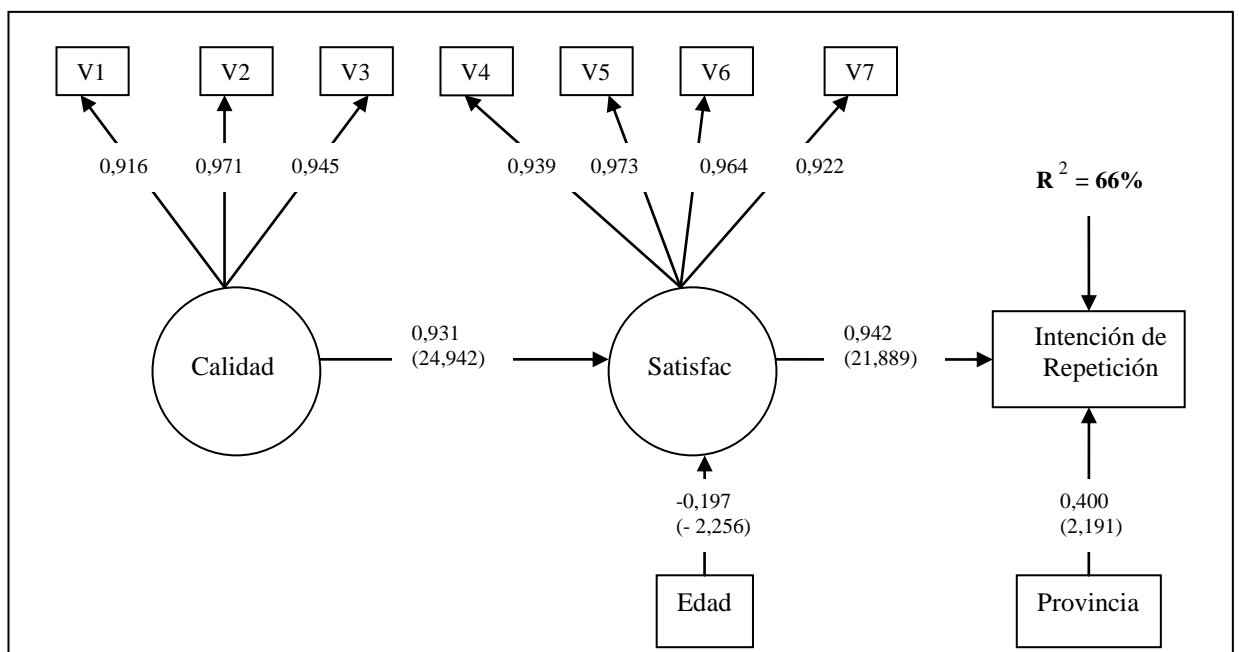 V1 V2 V3 V4 V5 V6 V7
0,916 0,971 0,945 0,939 0,973 0,964 0,922
R² = 66%
Calidad
0,931
(24,942)
Satisfac
0,942
(21,889)
Intención de
Repetición
-0,197
(- 2,256)
0,400
(2,191)
Edad
Provincia